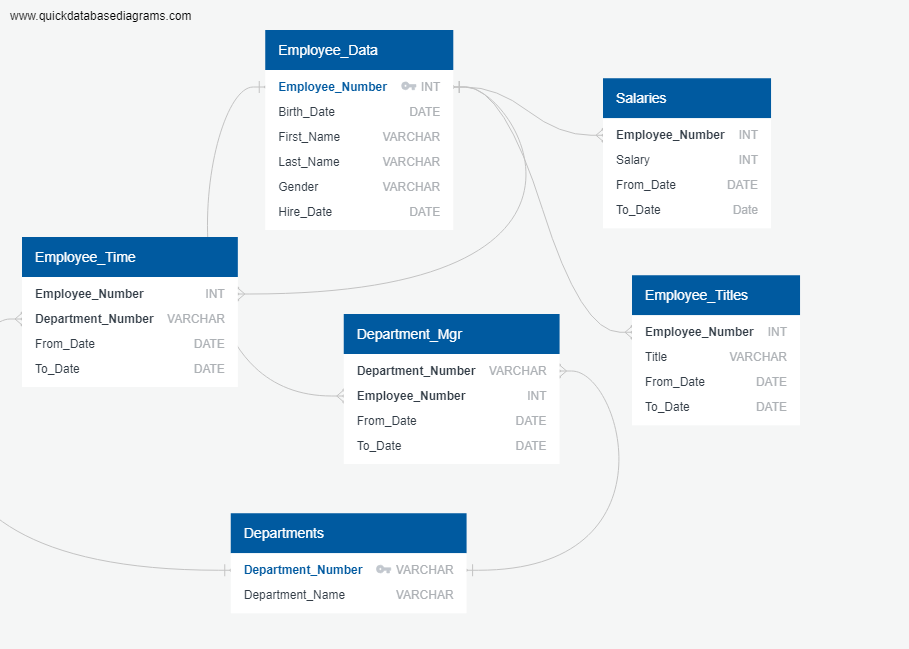 www.quickdatabasediagrams.com
Employee_Data
Employee_Number INT
Birth_Date DATE
First_Name VARCHAR
Last_Name VARCHAR
Gender VARCHAR
Hire_Date DATE
Salaries
Employee_Number INT
Salary INT
From_Date DATE
To_Date Date
Employee_Time
Employee_Number INT
Department_Number VARCHAR
From_Date DATE
To_Date DATE
Employee_Titles
Employee_Number INT
Title VARCHAR
From_Date DATE
To_Date DATE
Department_Mgr
Department_Number VARCHAR
Employee_Number INT
From_Date DATE
To_Date DATE
Departments
Department_Number VARCHAR
Department_Name VARCHAR